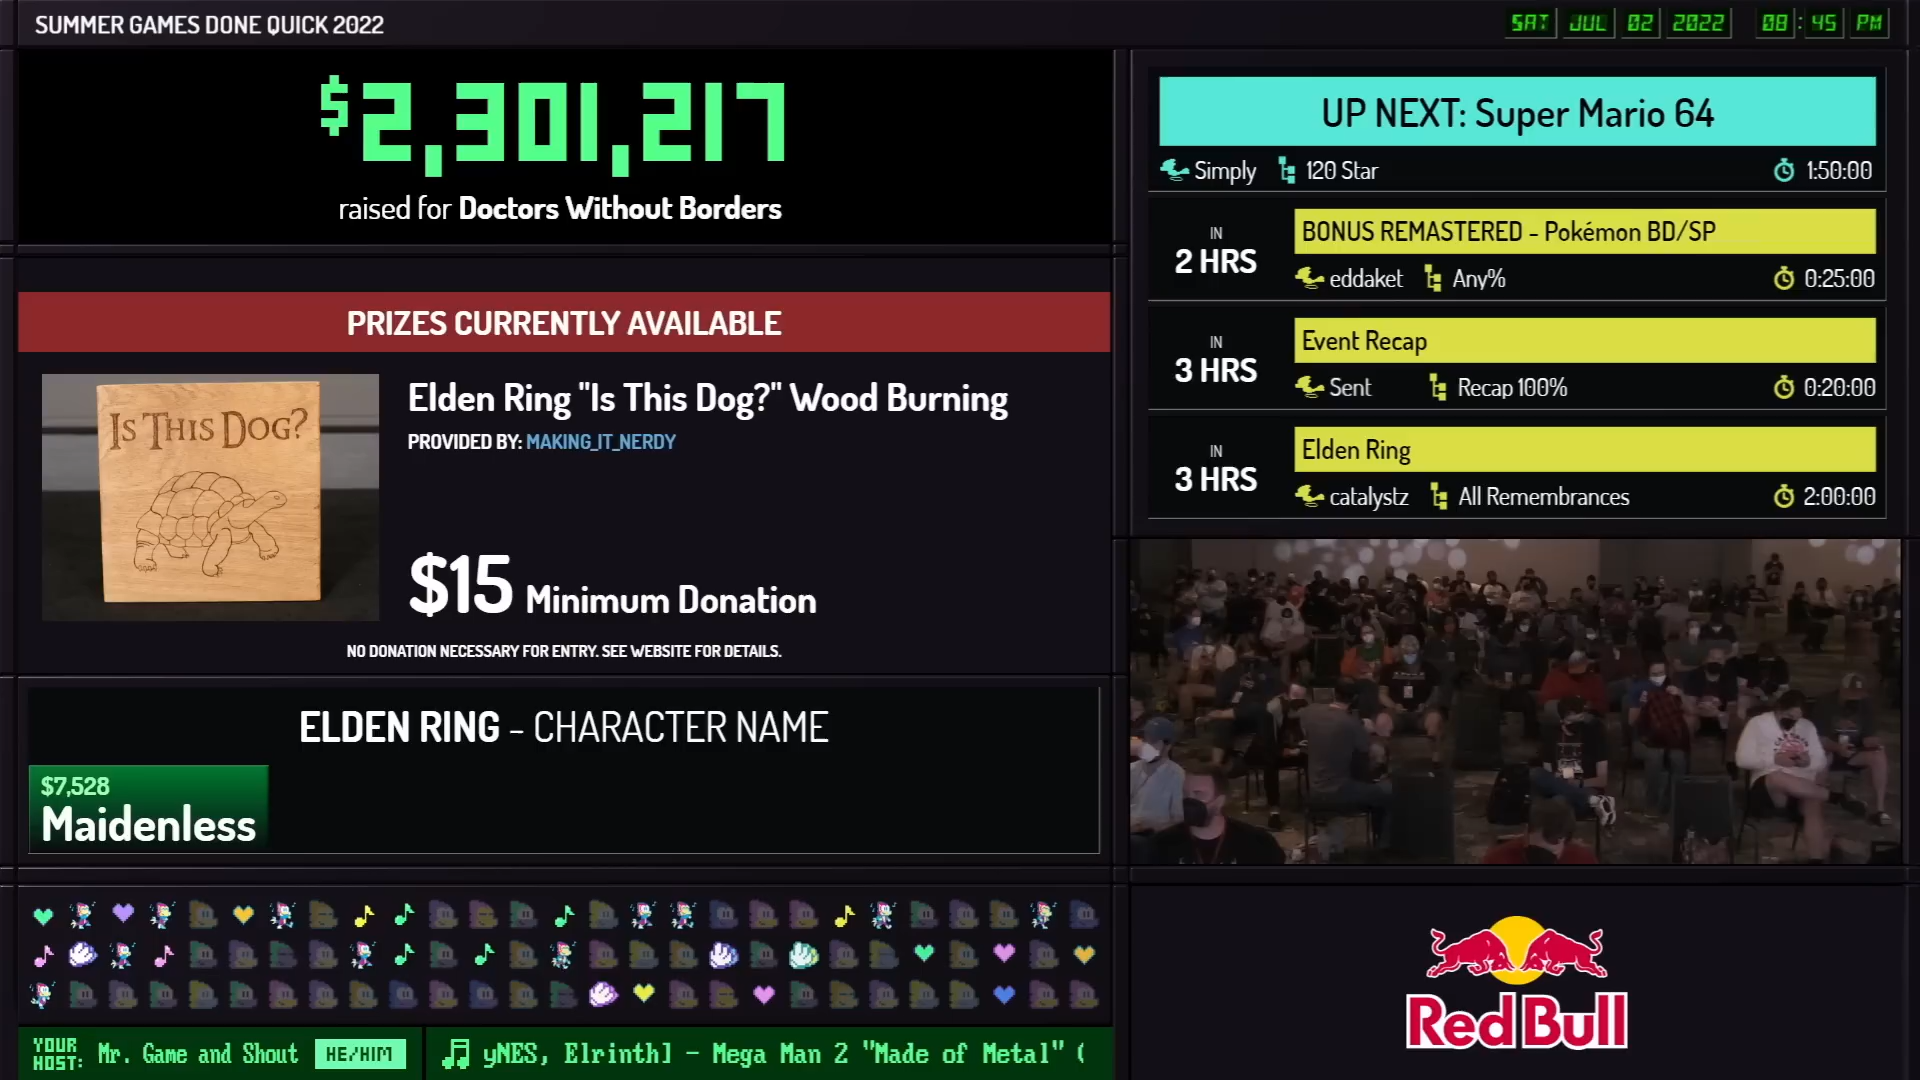 SUMMER GAMES DONE QUICK 2022
SAT JUL 02 2022 08:45 PM
$2,301,217
raised for Doctors Without Borders
PRIZES CURRENTLY AVAILABLE
IS THIS DOG?
Elden Ring "Is This Dog?" Wood Burning
PROVIDED BY: MAKING_IT_NERDY
$15 Minimum Donation
NO DONATION NECESSARY FOR ENTRY. SEE WEBSITE FOR DETAILS.
ELDEN RING - CHARACTER NAME
$7,528
Maidenless
YOUR HOST: Mr. Game and Shout HE/HIM
yNES, Elrinth] - Mega Man 2 "Made of Metal" (
UP NEXT: Super Mario 64
Simply 120 Star 1:50:00
IN 2 HRS
BONUS REMASTERED - Pokémon BD/SP
eddaket Any% 0:25:00
IN 3 HRS
Event Recap
Sent Recap 100% 0:20:00
IN 3 HRS
Elden Ring
catalystz All Remembrances 2:00:00
Red Bull